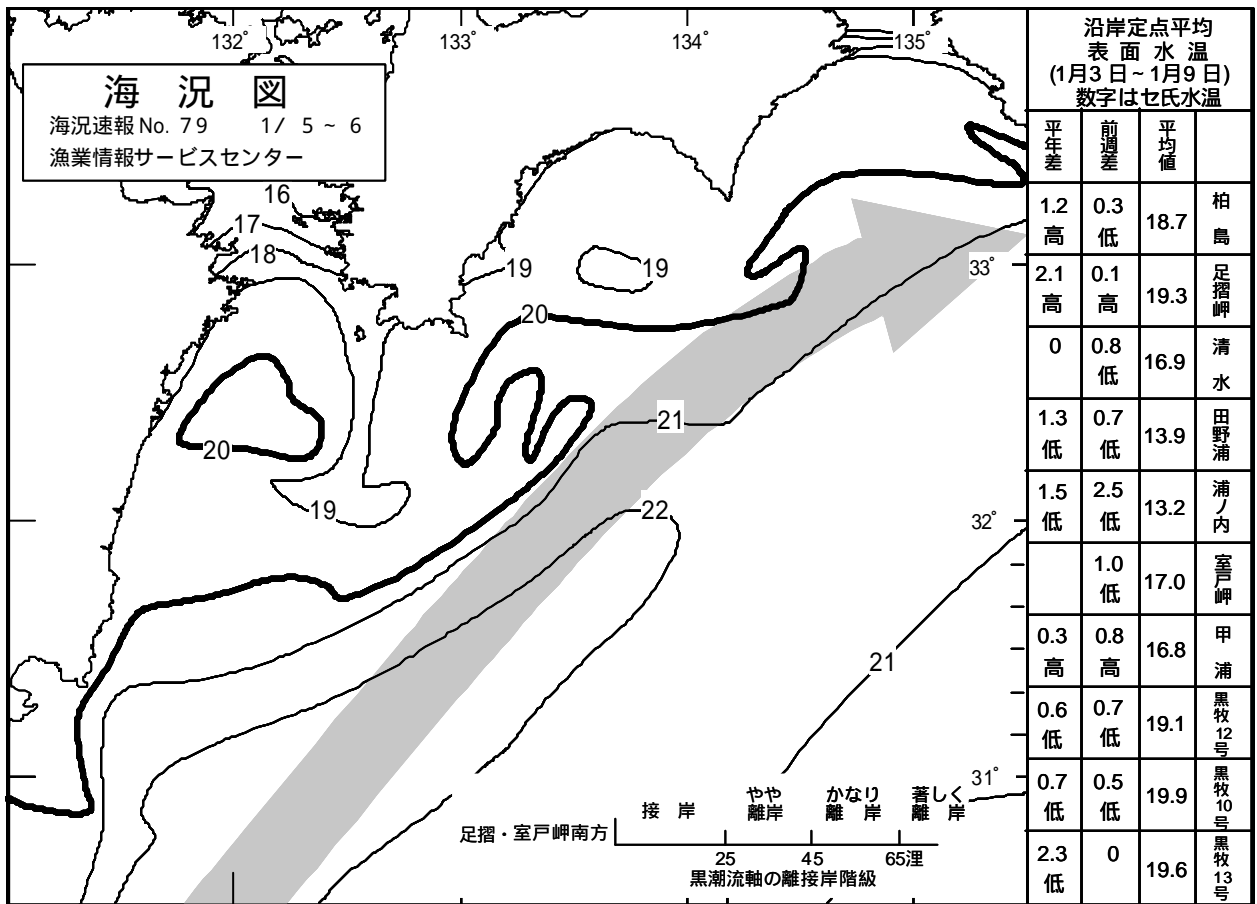 132°
133°
134°
135°
海況図
海況速報No. 79 1/ 5 ~ 6
漁業情報サービスセンター
16
17
18
19
19
33°
20
20
21
19
22
32°
21
31°
接岸 やや離岸 かなり離岸 著しく離岸
足摺・室戸岬南方
25 45 65浬
黒潮流軸の離接岸階級
沿岸定点平均
表面水温
(1月3日~1月9日)
数字はセ氏水温
平年差 前週差 平均値
1.2高 0.3低 18.7 柏島
2.1高 0.1高 19.3 足摺岬
0 0.8低 16.9 清水
1.3低 0.7低 13.9 田野浦
1.5低 2.5低 13.2 浦ノ内
1.0低 17.0 室戸岬
0.3高 0.8高 16.8 甲浦
0.6低 0.7低 19.1 黒牧12号
0.7低 0.5低 19.9 黒牧10号
2.3低 0 19.6 黒牧13号